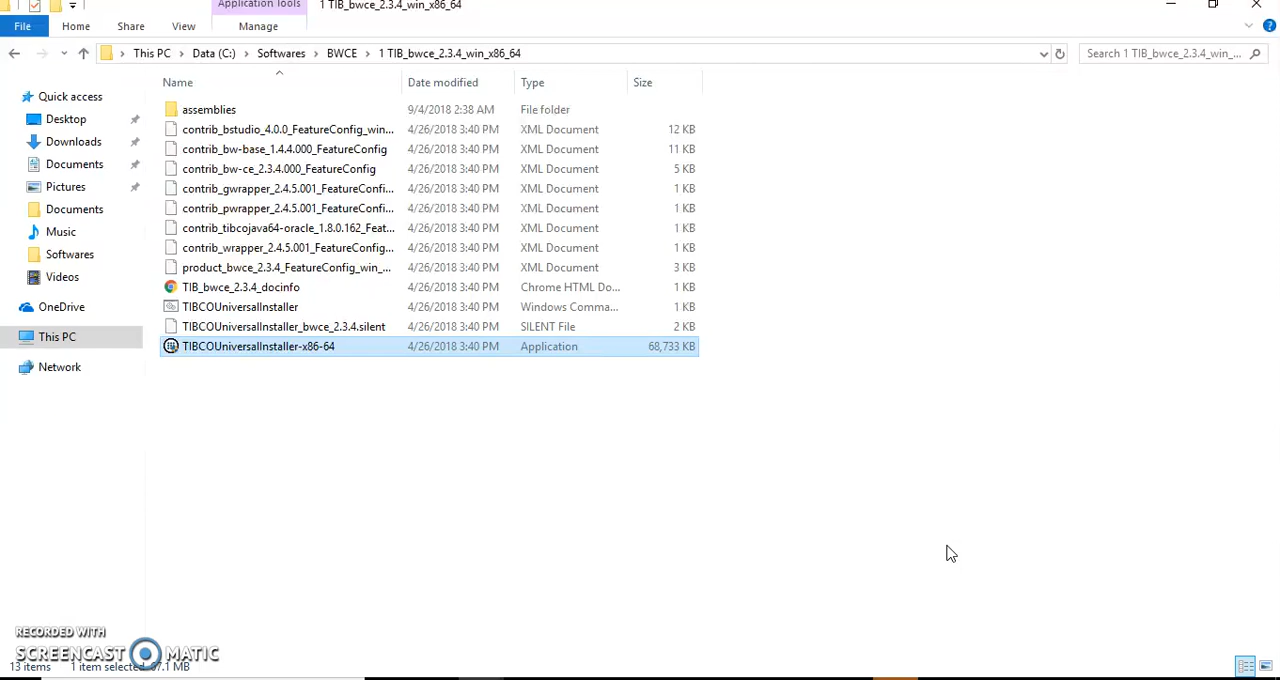 Application Tools 1 TIB_bwce_2.3.4_win_x86_64
File Home Share View Manage
This PC Data (C:) Softwares BWCE 1 TIB_bwce_2.3.4_win_x86_64 Search 1 TIB_bwce_2.3.4_win_...
Name Date modified Type Size
Quick access
Desktop
Downloads
Documents
Pictures
Documents
Music
Softwares
Videos
OneDrive
This PC
Network
assemblies 9/4/2018 2:38 AM File folder
contrib_bstudio_4.0.0_FeatureConfig_win... 4/26/2018 3:40 PM XML Document 12 KB
contrib_bw-base_1.4.4.000_FeatureConfig 4/26/2018 3:40 PM XML Document 11 KB
contrib_bw-ce_2.3.4.000_FeatureConfig 4/26/2018 3:40 PM XML Document 5 KB
contrib_gwrapper_2.4.5.001_FeatureConfi... 4/26/2018 3:40 PM XML Document 1 KB
contrib_pwrapper_2.4.5.001_FeatureConfi... 4/26/2018 3:40 PM XML Document 1 KB
contrib_tibcojava64-oracle_1.8.0.162_Feat... 4/26/2018 3:40 PM XML Document 1 KB
contrib_wrapper_2.4.5.001_FeatureConfig... 4/26/2018 3:40 PM XML Document 1 KB
product_bwce_2.3.4_FeatureConfig_win_... 4/26/2018 3:40 PM XML Document 3 KB
TIB_bwce_2.3.4_docinfo 4/26/2018 3:40 PM Chrome HTML Do... 1 KB
TIBCOUniversalInstaller 4/26/2018 3:40 PM Windows Comma... 1 KB
TIBCOUniversalInstaller_bwce_2.3.4.silent 4/26/2018 3:40 PM SILENT File 2 KB
TIBCOUniversalInstaller-x86-64 4/26/2018 3:40 PM Application 68,733 KB
RECORDED WITH
SCREENCAST MATIC
13 items 1 item selected 67.1 MB